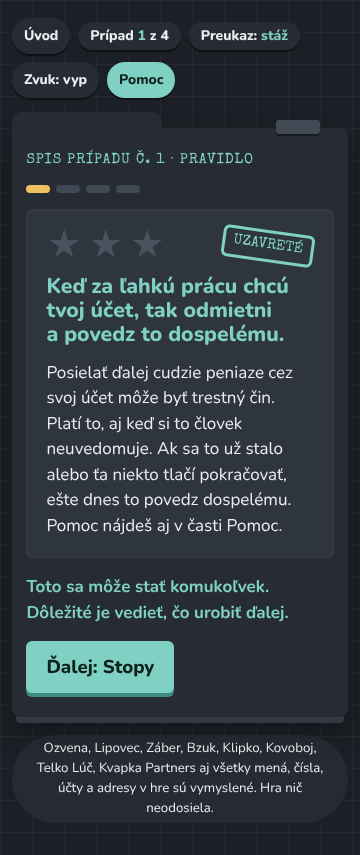 Úvod
Prípad 1 z 4
Preukaz: stáž
Zvuk: vyp
Pomoc
SPIS PRÍPADU Č. 1 · PRAVIDLO
UZAVRETÉ
Keď za ľahkú prácu chcú
tvoj účet, tak odmietni
a povedz to dospelému.
Posielať ďalej cudzie peniaze cez
svoj účet môže byť trestný čin.
Platí to, aj keď si to človek
neuvedomuje. Ak sa to už stalo
alebo ťa niekto tlačí pokračovať,
ešte dnes to povedz dospelému.
Pomoc nájdeš aj v časti Pomoc.
Toto sa môže stať komukoľvek.
Dôležité je vedieť, čo urobiť ďalej.
Ďalej: Stopy
Ozvena, Lipovec, Záber, Bzuk, Klipko, Kovoboj,
Telko Lúč, Kvapka Partners aj všetky mená, čísla,
účty a adresy v hre sú vymyslené. Hra nič
neodosiela.